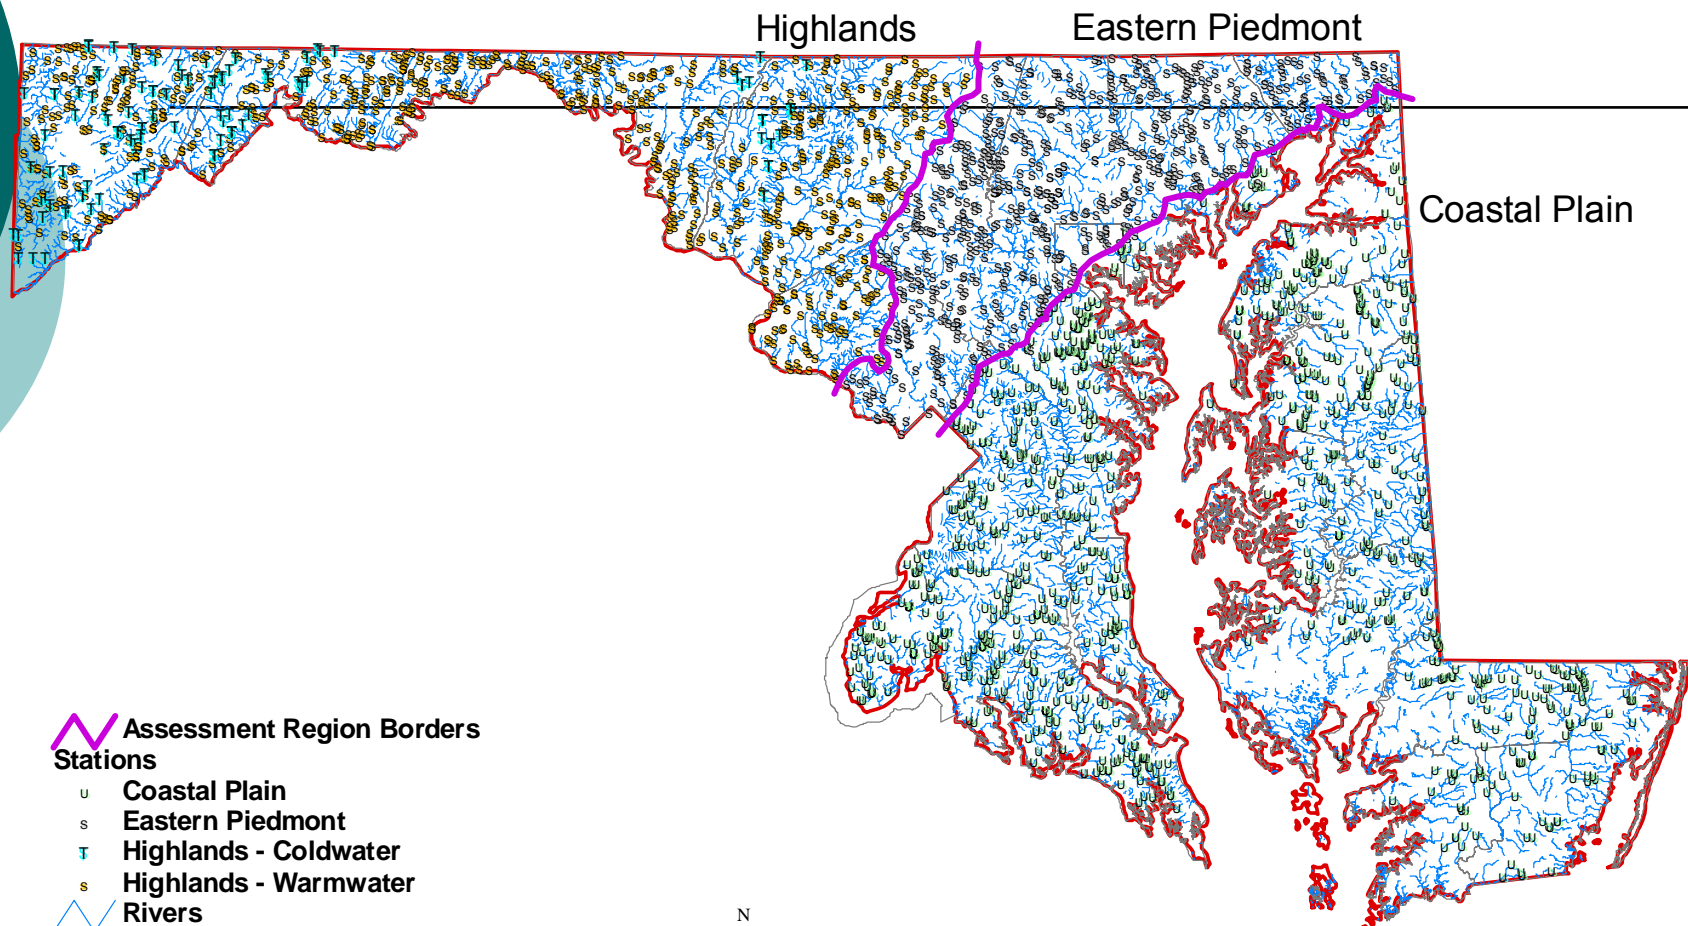 Highlands
Eastern Piedmont
Coastal Plain
Assessment Region Borders
Stations
U Coastal Plain
S Eastern Piedmont
T Highlands - Coldwater
S Highlands - Warmwater
Rivers
N